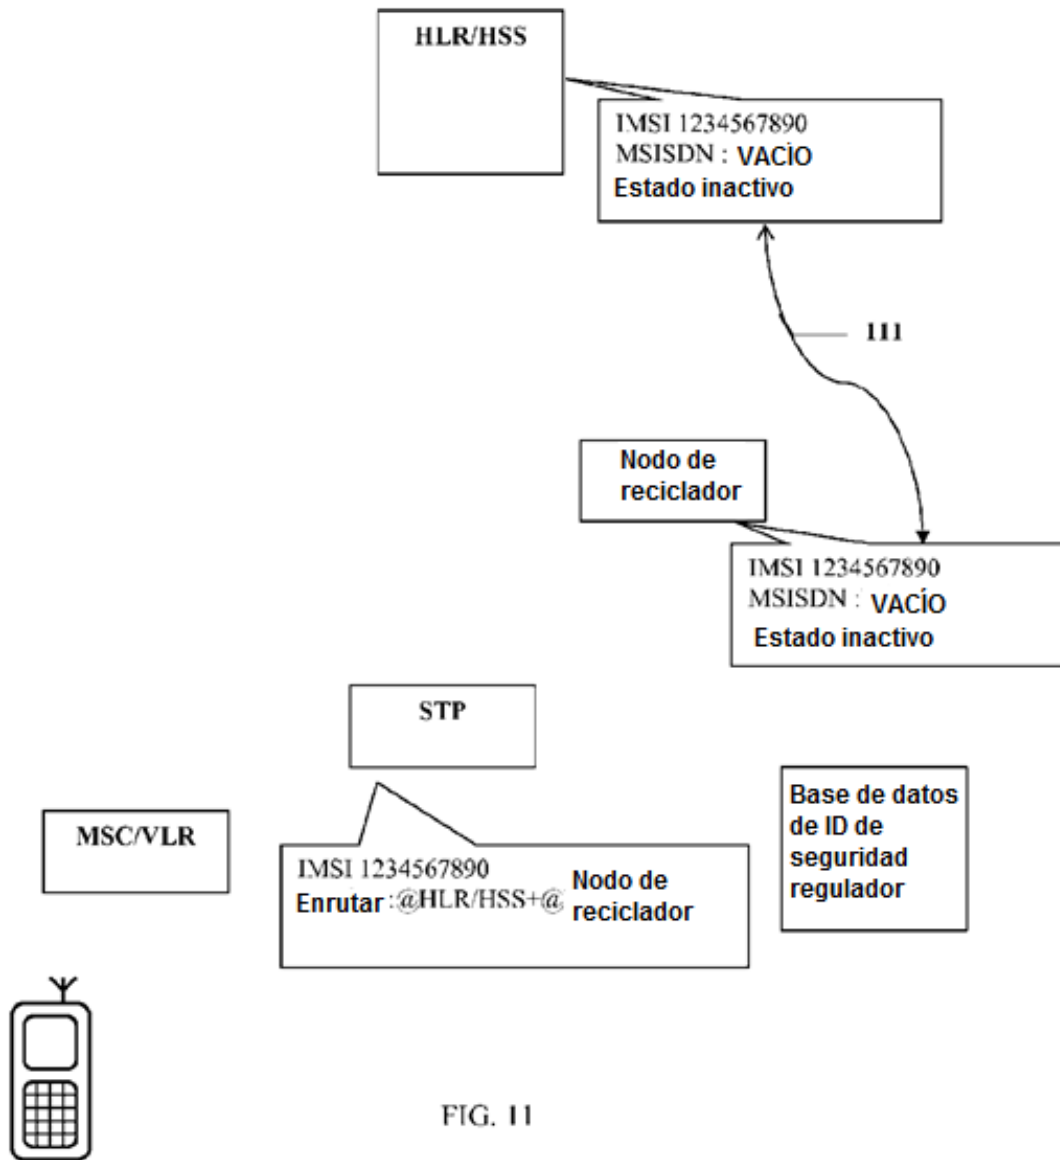 HLR/HSS
IMSI 1234567890
MSISDN : VACÍO
Estado inactivo
111
Nodo de
reciclador
IMSI 1234567890
MSISDN : VACÍO
Estado inactivo
STP
MSC/VLR
IMSI 1234567890
Enrutar :@HLR/HSS+@ Nodo de
reciclador
Base de datos
de ID de
seguridad
regulador
FIG. 11